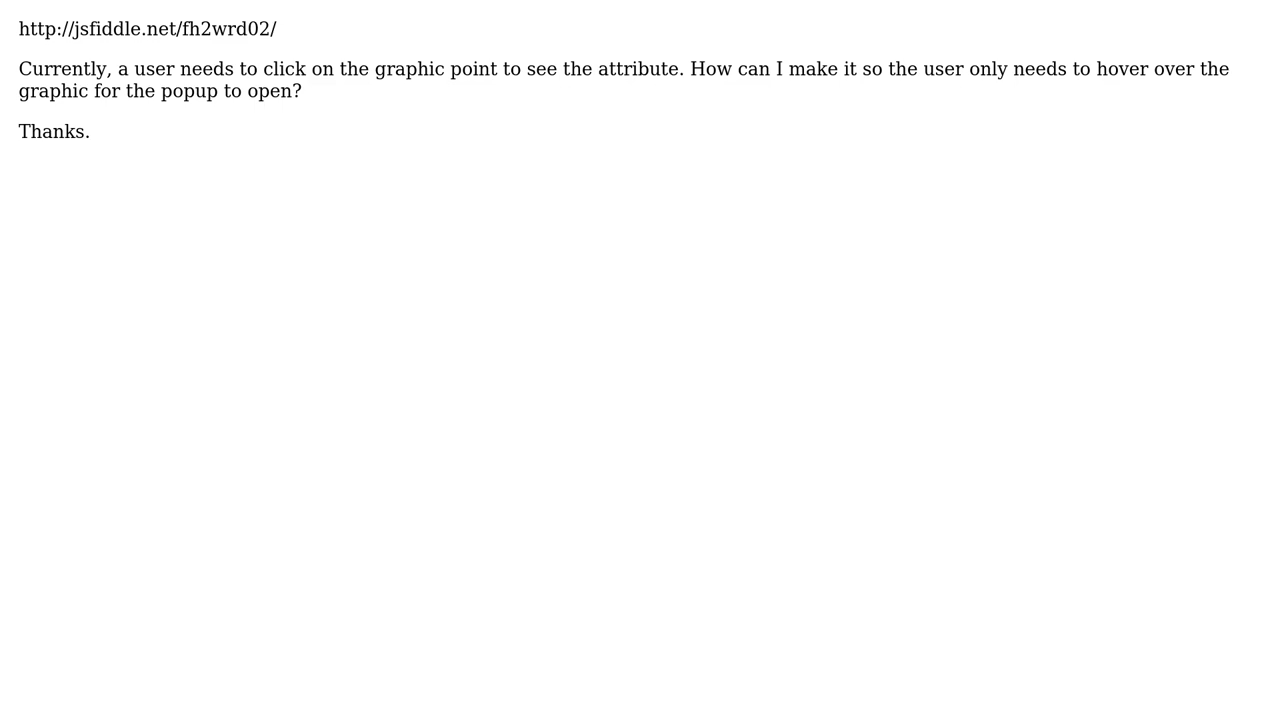 http://jsfiddle.net/fh2wrd02/
Currently, a user needs to click on the graphic point to see the attribute. How can I make it so the user only needs to hover over the
graphic for the popup to open?
Thanks.